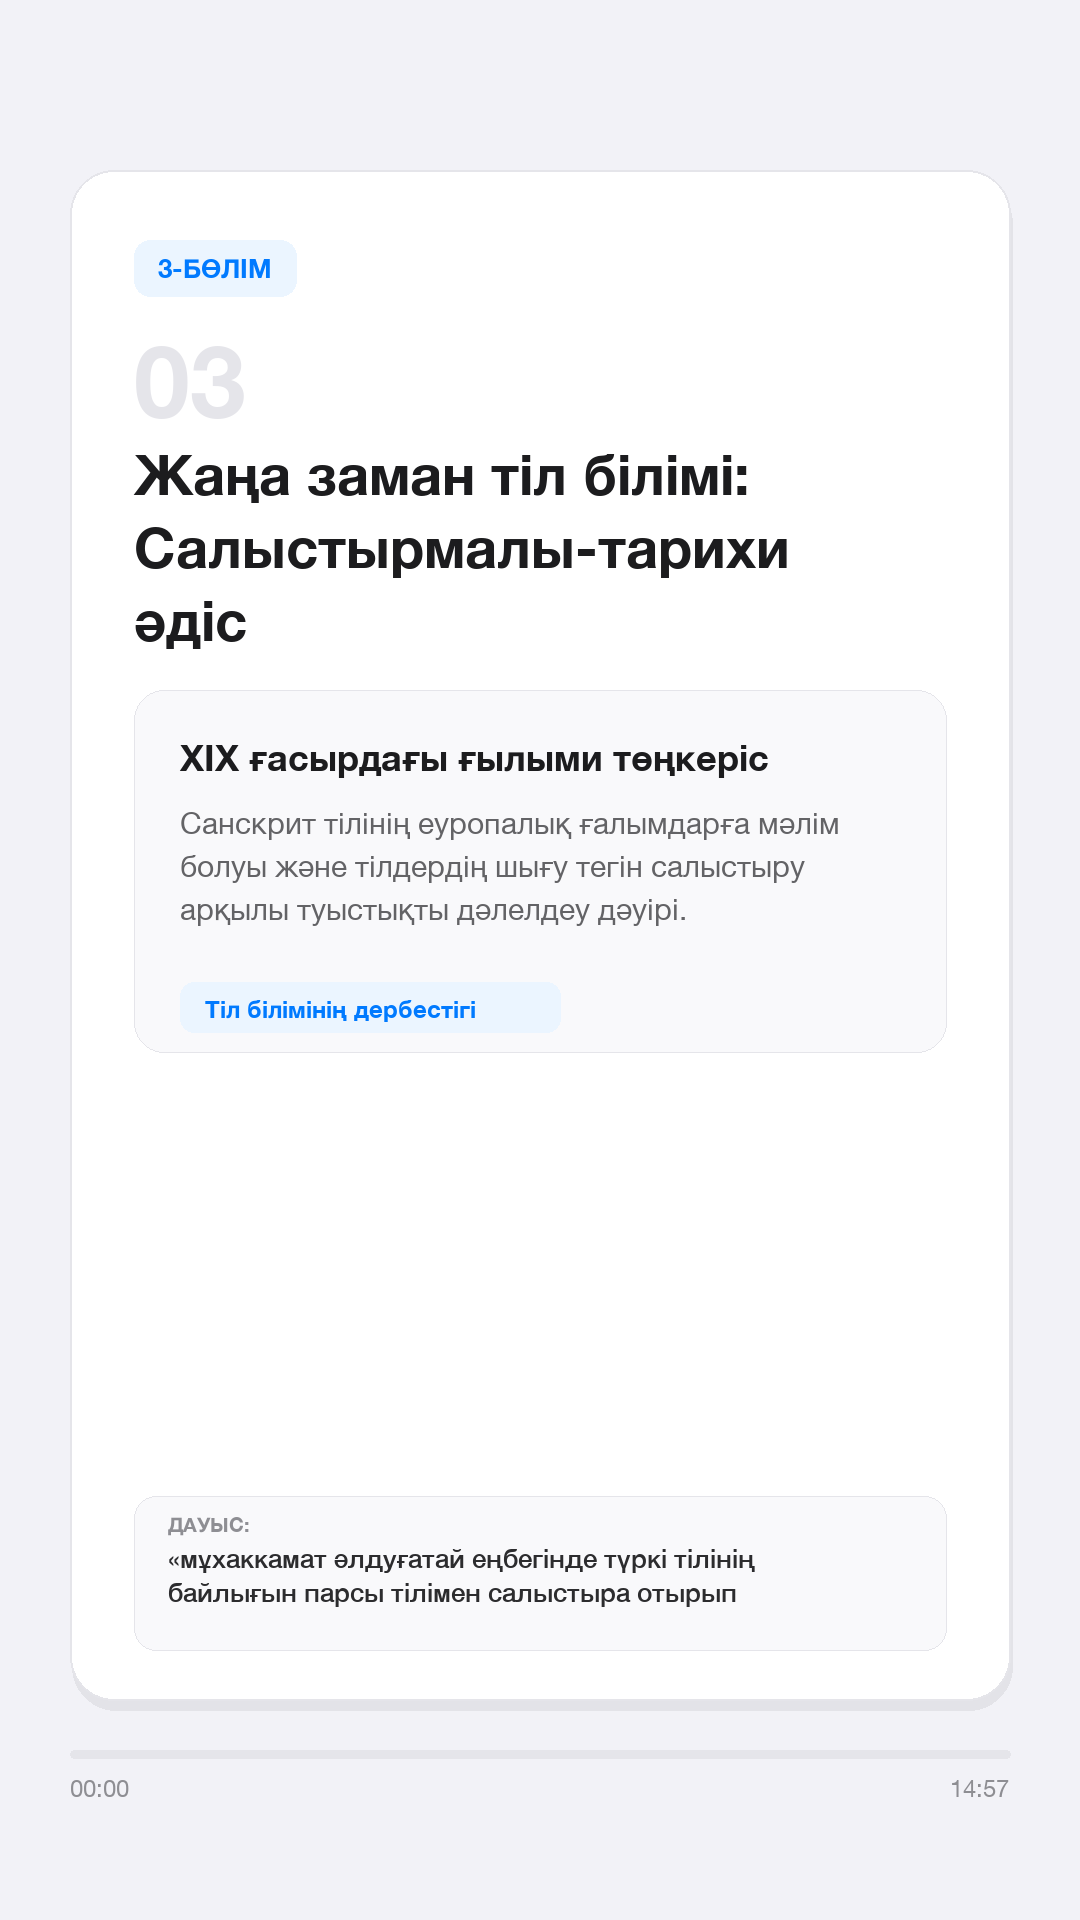 3-БӨЛІМ
03
Жаңа заман тіл білімі:
Салыстырмалы-тарихи
әдіс
XIX ғасырдағы ғылыми төңкеріс
Санскрит тілінің еуропалық ғалымдарға мәлім
болуы және тілдердің шығу тегін салыстыру
арқылы туыстықты дәлелдеу дәуірі.
Тіл білімінің дербестігі
ДАУЫС:
«мұхаккамат әлдуғатай еңбегінде түркі тілінің
байлығын парсы тілімен салыстыра отырып
00:00
14:57